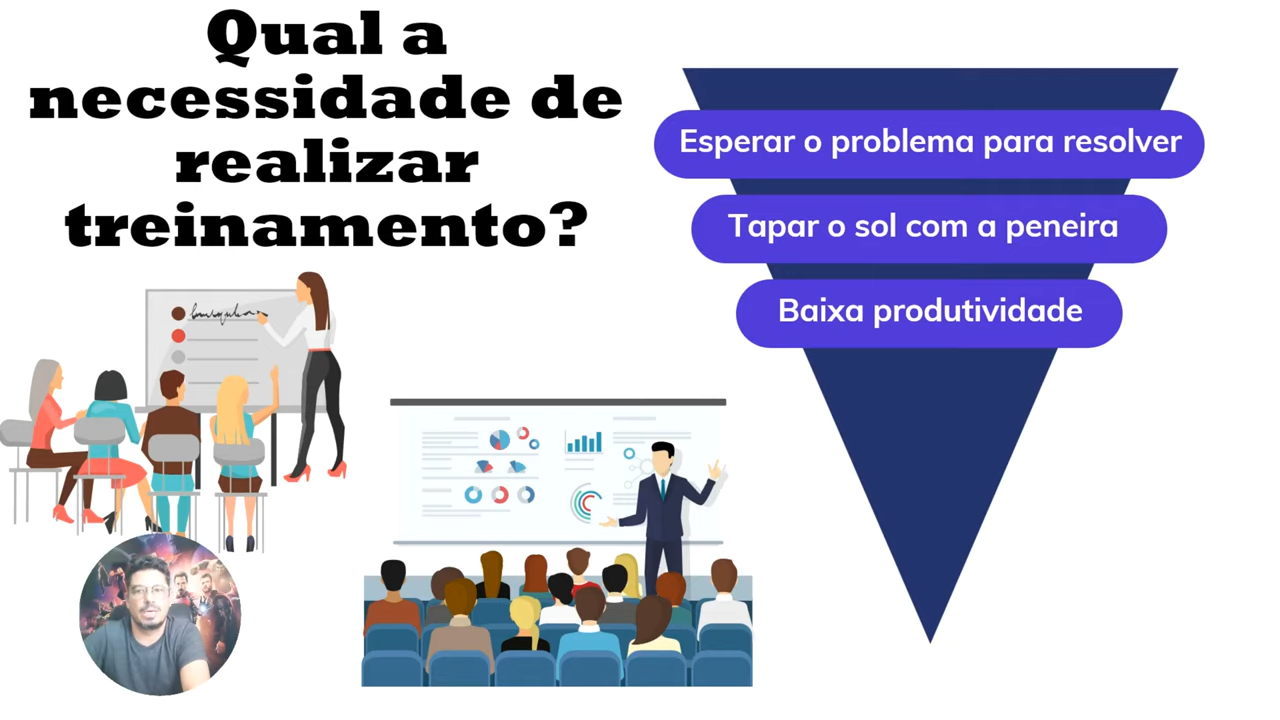 Qual a
necessidade de
realizar
treinamento?
Esperar o problema para resolver
Tapar o sol com a peneira
Baixa produtividade